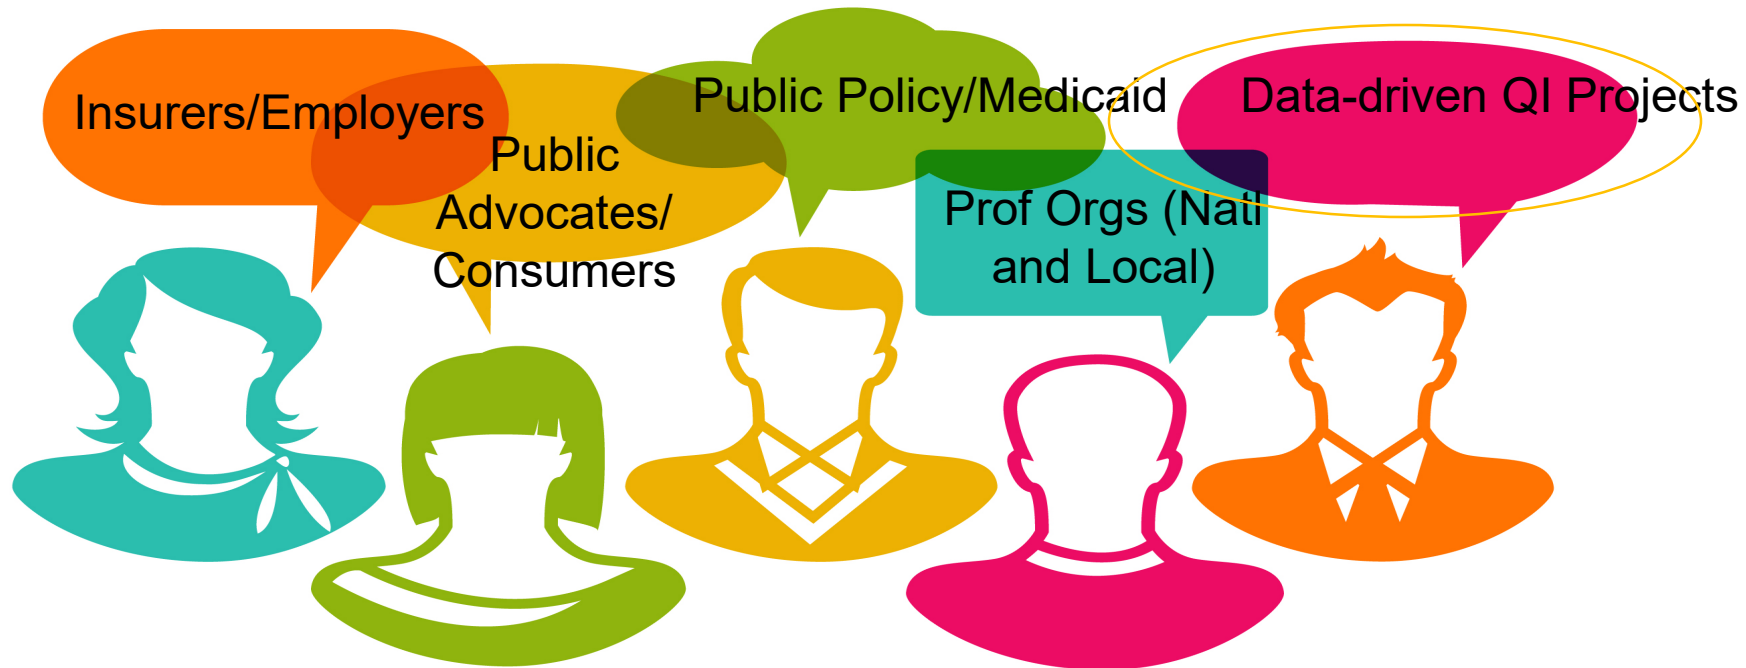 Insurers/Employers
Public
Advocates/
Consumers
Public Policy/Medicaid
Prof Orgs (Natl
and Local)
Data-driven QI Projects